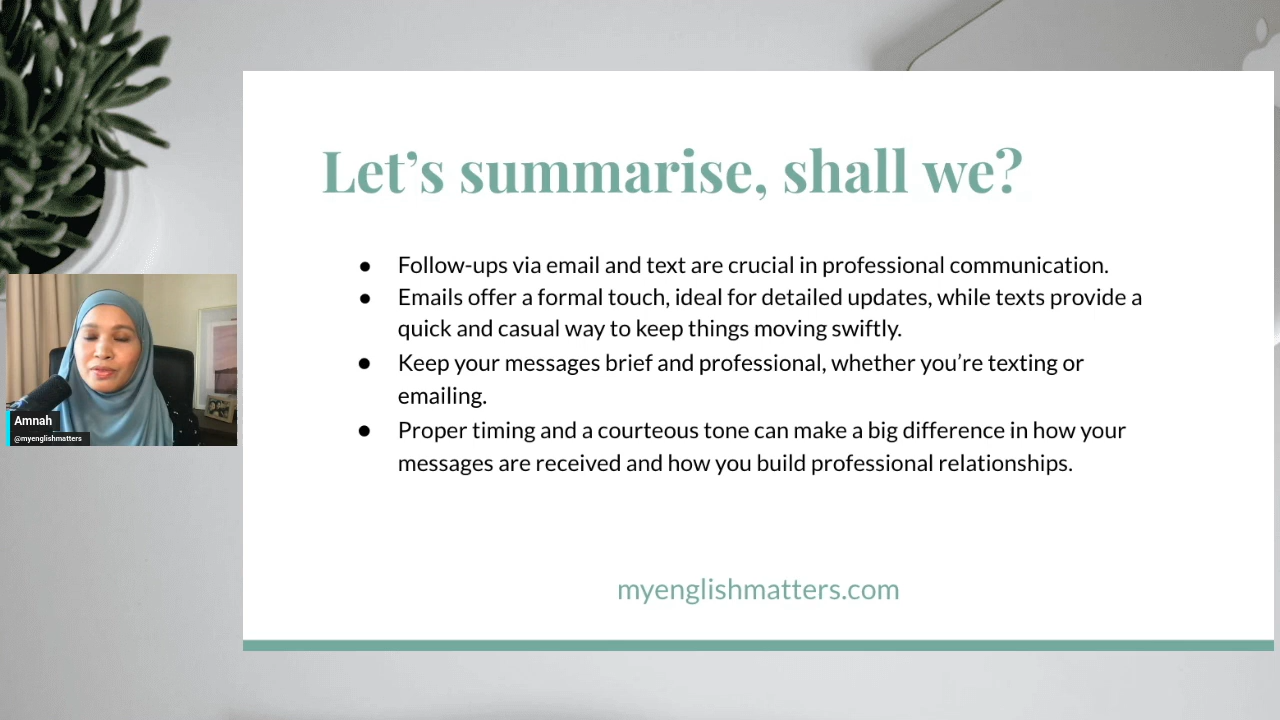 Let’s summarise, shall we?
● Follow-ups via email and text are crucial in professional communication.
● Emails offer a formal touch, ideal for detailed updates, while texts provide a
quick and casual way to keep things moving swiftly.
● Keep your messages brief and professional, whether you’re texting or
emailing.
● Proper timing and a courteous tone can make a big difference in how your
messages are received and how you build professional relationships.
Amnah
@myenglishmatters
myenglishmatters.com